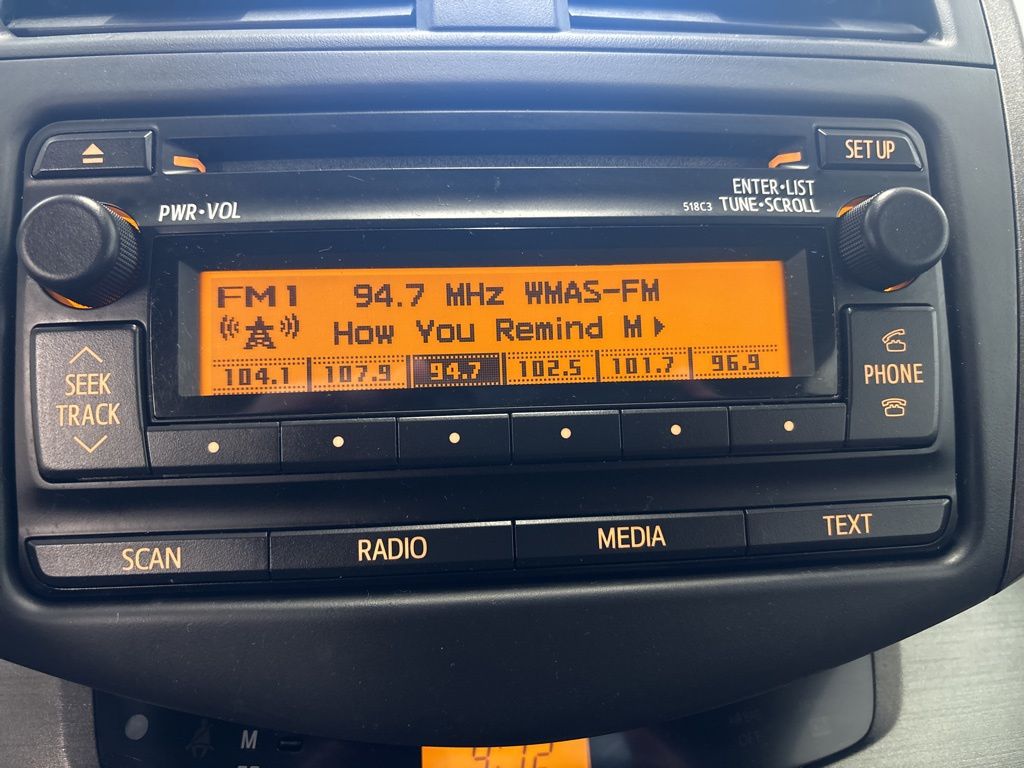 SET UP
PWR•VOL
ENTER•LIST
518C3 TUNE•SCROLL
FM1 94.7 MHz WMAS-FM
How You Remind M
104.1 107.9 94.7 102.5 101.7 96.9
SEEK
TRACK
PHONE
SCAN RADIO MEDIA TEXT
M